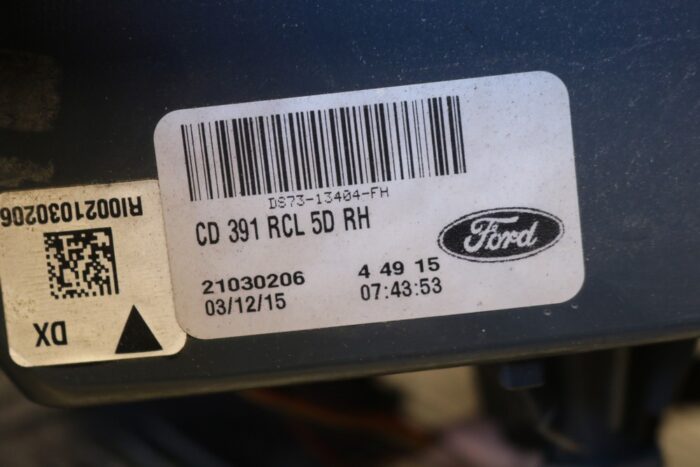 DS73-13404-FH
CD 391 RCL 5D RH
Ford
21030206 4 49 15
03/12/15 07:43:53
RI0021030206
DX